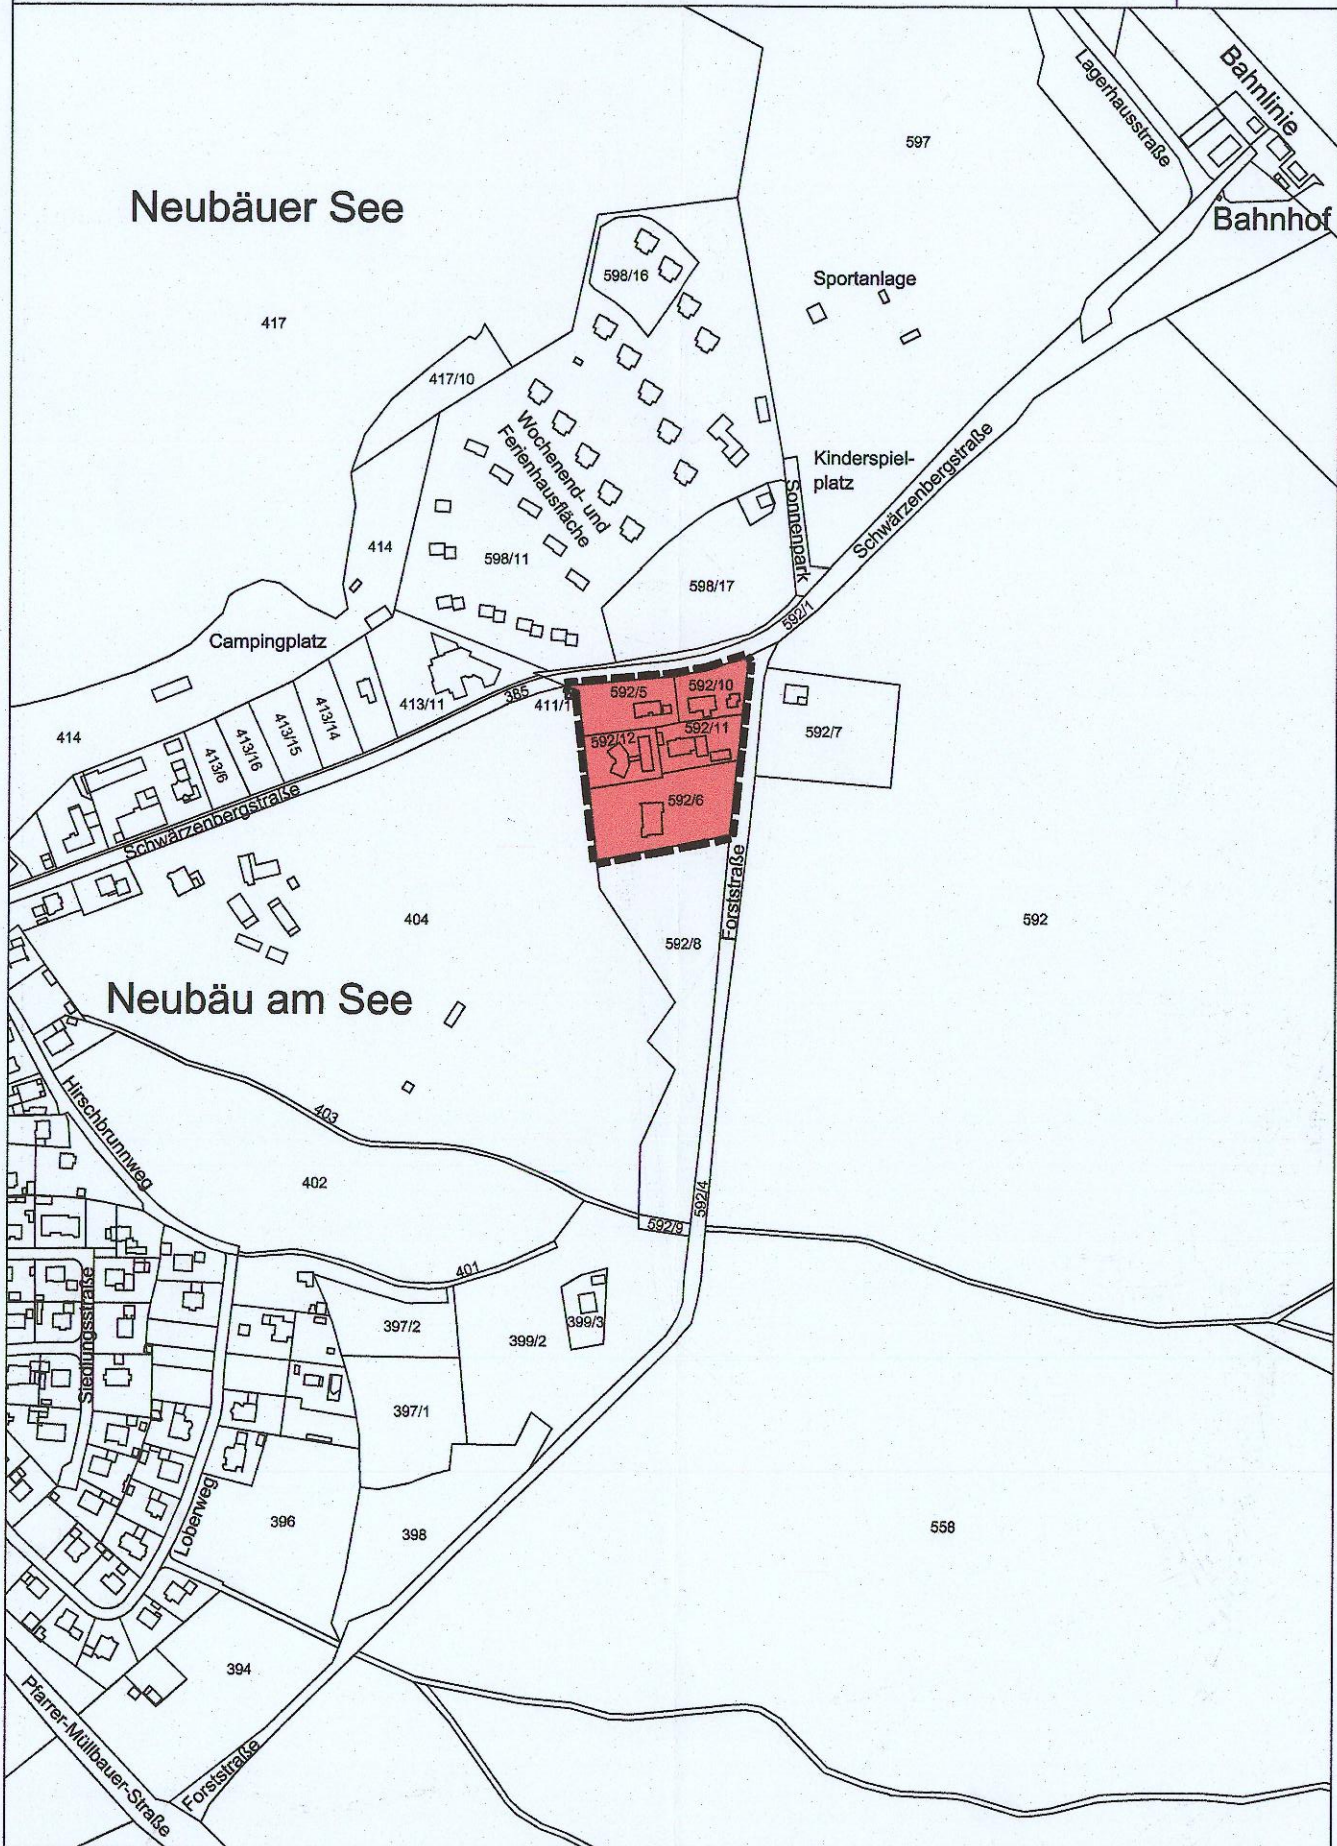 Bahnlinie
Lagerhausstraße
597
Neubäuer See
Bahnhof
598/16
Sportanlage
417
417/10
Wochenend- und
Ferienhausfläche
Kinderspiel-
platz
Sonnenpark
Schwärzenbergstraße
414
598/11
598/17
592/1
Campingplatz
413/11
385
411/1
592/5
592/10
592/7
414
413/6
413/16
413/15
413/14
592/12
592/11
592/6
Schwärzenbergstraße
Forststraße
404
592
592/8
Neubäu am See
Hirschbrunnweg
403
402
592/4
592/9
401
Siedlungsstraße
397/2
399/2
399/3
397/1
Loberweg
396
398
558
394
Pfarrer-Müllbauer-Straße
Forststraße